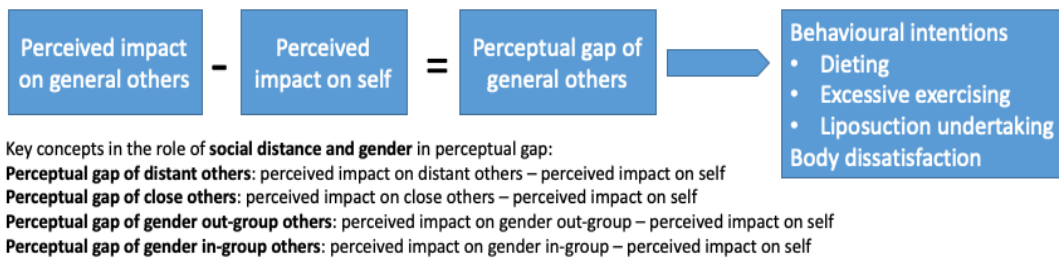 Perceived impact
on general others
-
Perceived
impact on self
=
Perceptual gap of
general others
Behavioural intentions
• Dieting
• Excessive exercising
• Liposuction undertaking
Body dissatisfaction
Key concepts in the role of social distance and gender in perceptual gap:
Perceptual gap of distant others: perceived impact on distant others – perceived impact on self
Perceptual gap of close others: perceived impact on close others – perceived impact on self
Perceptual gap of gender out-group others: perceived impact on gender out-group – perceived impact on self
Perceptual gap of gender in-group others: perceived impact on gender in-group – perceived impact on self